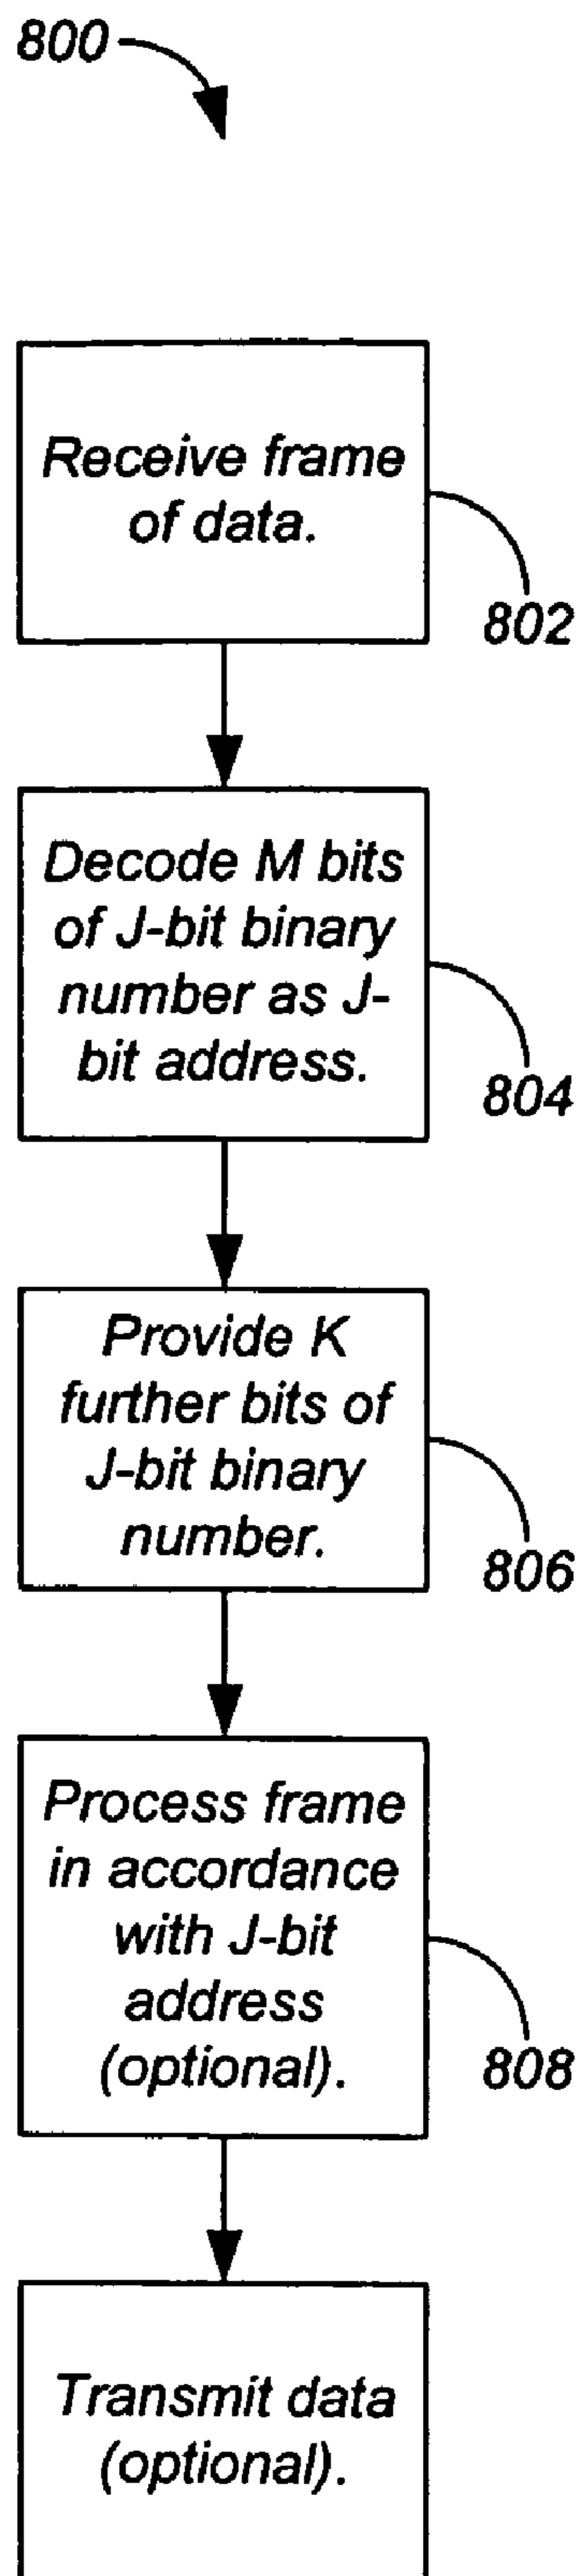 800
Receive frame
of data.
802
Decode M bits
of J-bit binary
number as J-
bit address.
804
Provide K
further bits of
J-bit binary
number.
806
Process frame
in accordance
with J-bit
address
(optional).
808
Transmit data
(optional).